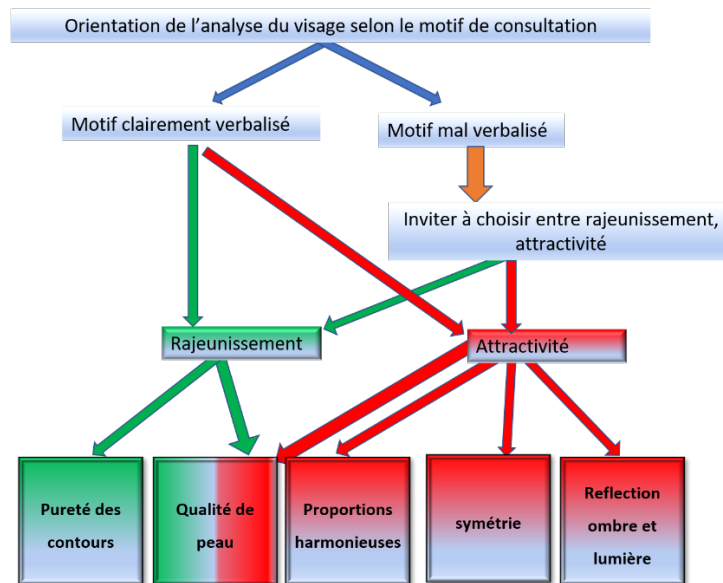 Orientation de l'analyse du visage selon le motif de consultation
Motif clairement verbalisé
Motif mal verbalisé
Inviter à choisir entre rajeunissement,
attractivité
Rajeunissement
Attractivité
Pureté des
contours
Qualité de
peau
Proportions
harmonieuses
symétrie
Reflection
ombre et
lumière